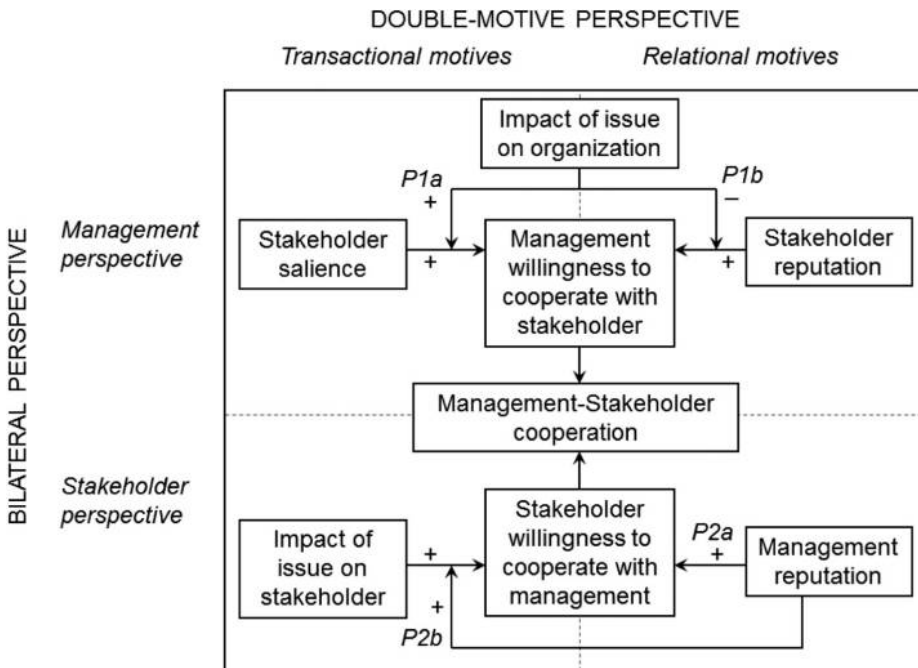 DOUBLE-MOTIVE PERSPECTIVE
Transactional motives
Relational motives
BILATERAL PERSPECTIVE
Management
perspective
Impact of issue
on organization
P1a
+
P1b
–
Stakeholder
salience
+
Management
willingness to
cooperate with
stakeholder
+
Stakeholder
reputation
Management-Stakeholder
cooperation
Stakeholder
perspective
Impact of
issue on
stakeholder
+
+
P2b
Stakeholder
willingness to
cooperate with
management
P2a
+
Management
reputation